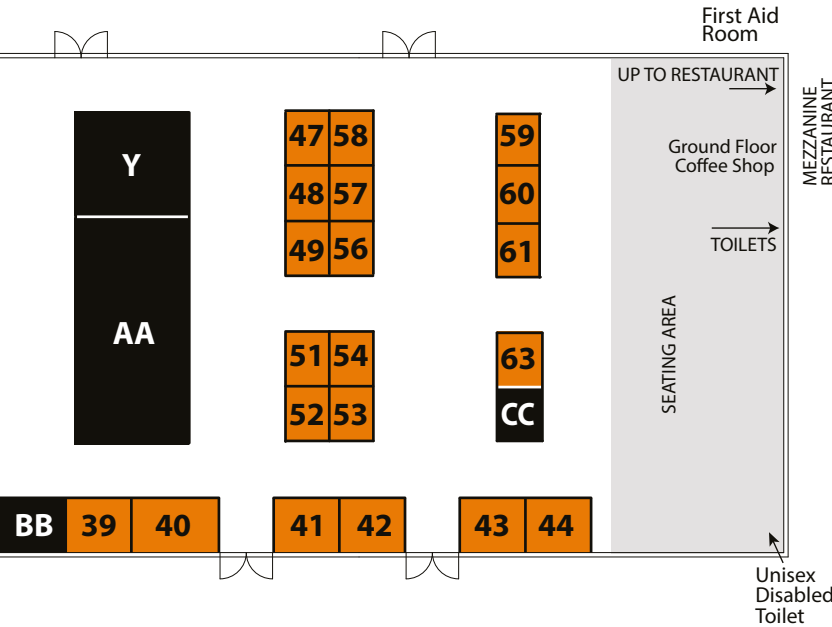 First Aid
Room
UP TO RESTAURANT
MEZZANINE
RESTAURANT
Ground Floor
Coffee Shop
TOILETS
SEATING AREA
Y
AA
47 58
48 57
49 56
59
60
61
51 54
52 53
63
CC
BB 39 40 41 42 43 44
Unisex
Disabled
Toilet